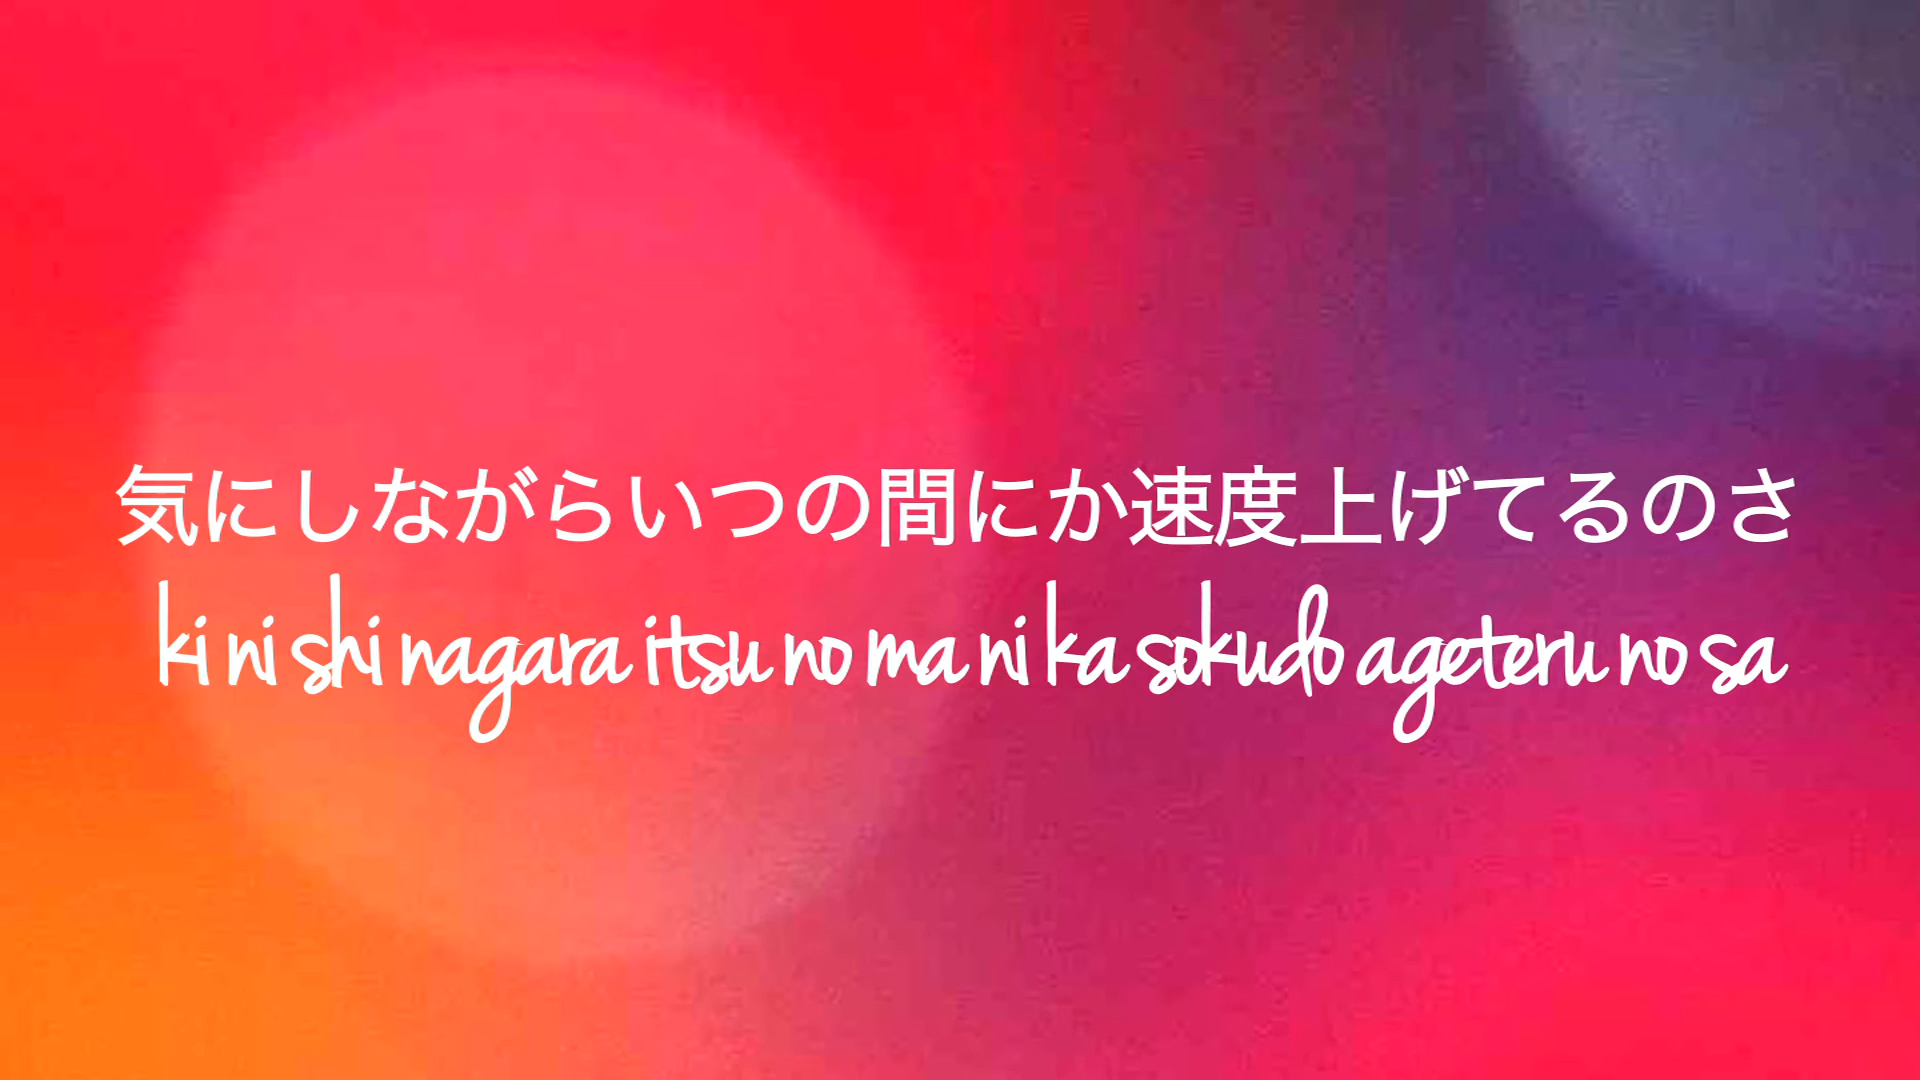 気にしながらいつの間にか速度上げてるのさ
ki ni shi nagara itsu no ma ni ka sokudo ageteru no sa